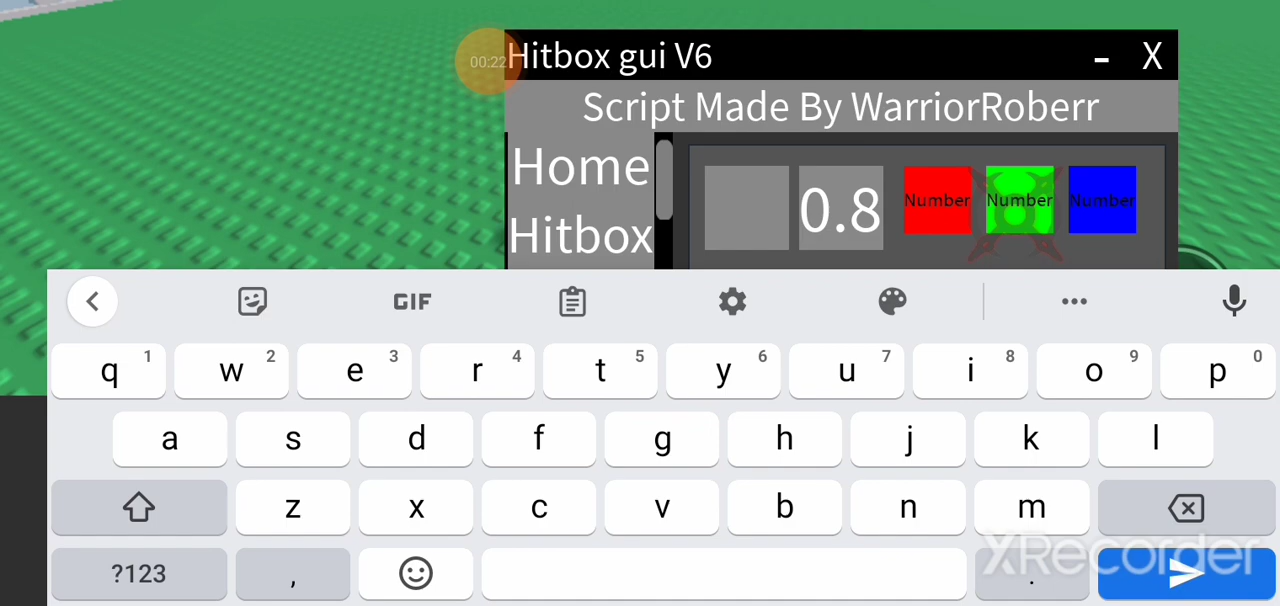 00:22
Hitbox gui V6
- X
Script Made By WarriorRoberr
Home
Hitbox
0.8
Number Number Number
GIF
q 1 w 2 e 3 r 4 t 5 y 6 u 7 i 8 o 9 p 0
a s d f g h j k l
z x c v b n m
?123 , .
XRecorder